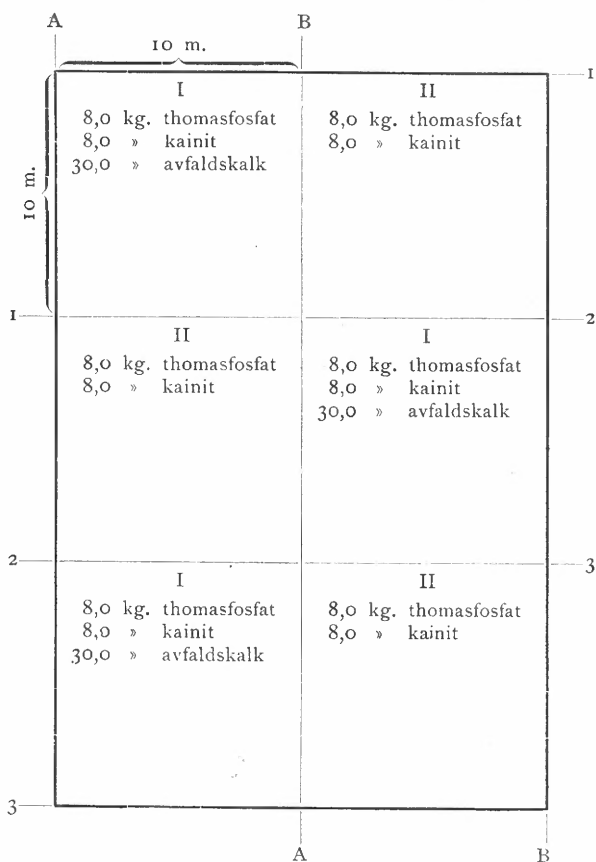 A B
10 m.
10 m.
1
I
8,0 kg. thomasfosfat
8,0 » kainit
30,0 » avfaldskalk
II
8,0 kg. thomasfosfat
8,0 » kainit
1
2
II
8,0 kg. thomasfosfat
8,0 » kainit
I
8,0 kg. thomasfosfat
8,0 » kainit
30,0 » avfaldskalk
2
3
I
8,0 kg. thomasfosfat
8,0 » kainit
30,0 » avfaldskalk
II
8,0 kg. thomasfosfat
8,0 » kainit
3
A B